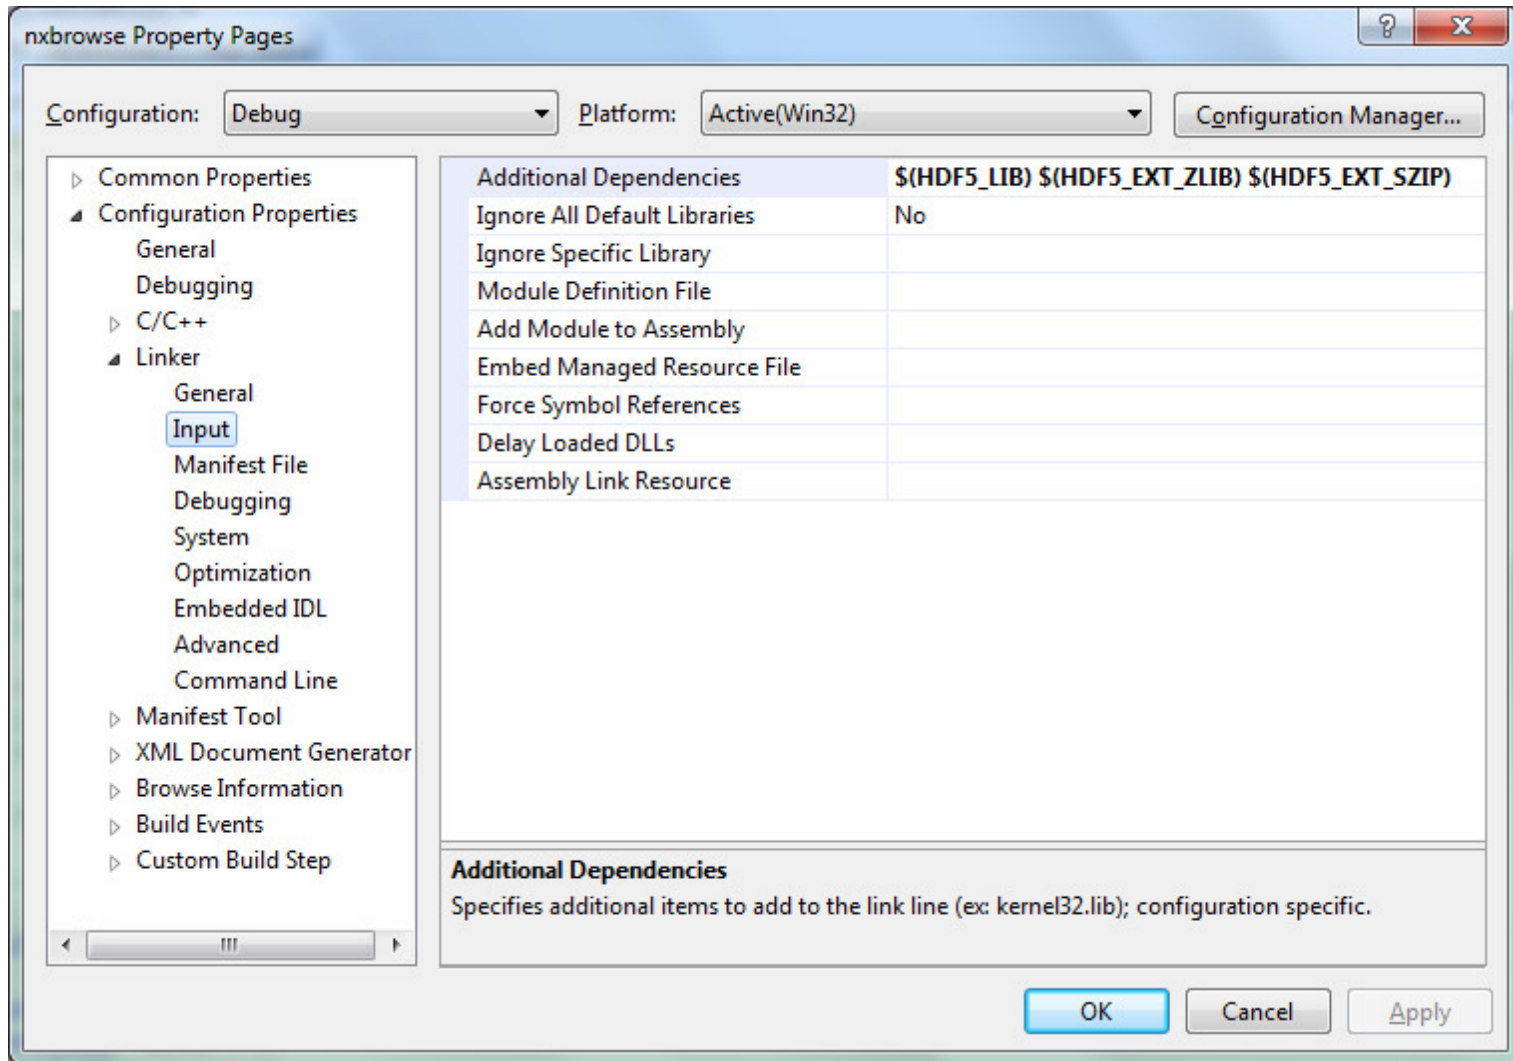 nxbrowse Property Pages
Configuration: Debug Platform: Active(Win32) Configuration Manager...
Common Properties
Configuration Properties
General
Debugging
C/C++
Linker
General
Input
Manifest File
Debugging
System
Optimization
Embedded IDL
Advanced
Command Line
Manifest Tool
XML Document Generator
Browse Information
Build Events
Custom Build Step
Additional Dependencies $(HDF5_LIB) $(HDF5_EXT_ZLIB) $(HDF5_EXT_SZIP)
Ignore All Default Libraries No
Ignore Specific Library
Module Definition File
Add Module to Assembly
Embed Managed Resource File
Force Symbol References
Delay Loaded DLLs
Assembly Link Resource
Additional Dependencies
Specifies additional items to add to the link line (ex: kernel32.lib); configuration specific.
OK Cancel Apply